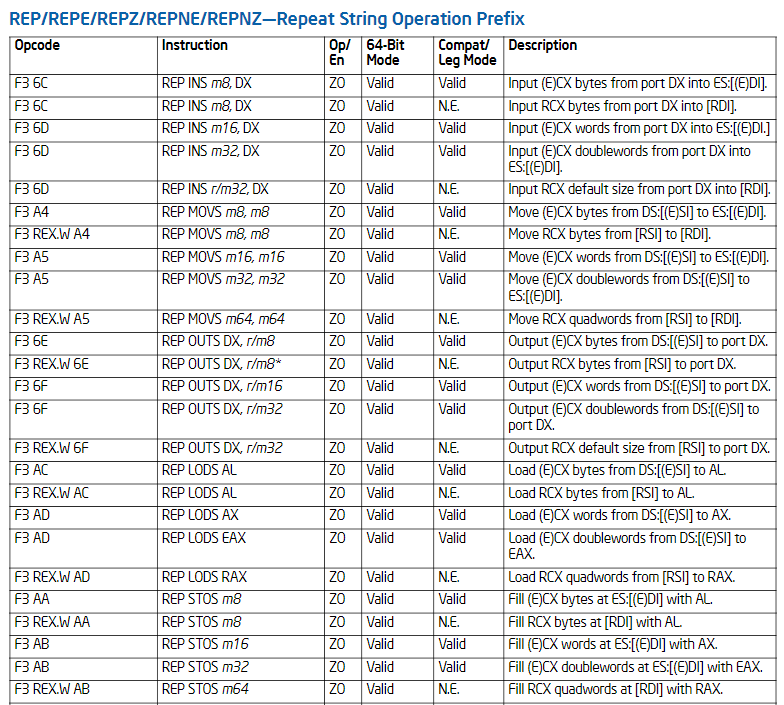 REP/REPE/REPZ/REPNE/REPNZ—Repeat String Operation Prefix
Opcode Instruction Op/ 64-Bit Compat/ Description
En Mode Leg Mode
F3 6C REP INS m8, DX ZO Valid Valid Input (E)CX bytes from port DX into ES:[(E)DI].
F3 6C REP INS m8, DX ZO Valid N.E. Input RCX bytes from port DX into [RDI].
F3 6D REP INS m16, DX ZO Valid Valid Input (E)CX words from port DX into ES:[(E)DI.]
F3 6D REP INS m32, DX ZO Valid Valid Input (E)CX doublewords from port DX into
ES:[(E)DI].
F3 6D REP INS r/m32, DX ZO Valid N.E. Input RCX default size from port DX into [RDI].
F3 A4 REP MOVS m8, m8 ZO Valid Valid Move (E)CX bytes from DS:[(E)SI] to ES:[(E)DI].
F3 REX.W A4 REP MOVS m8, m8 ZO Valid N.E. Move RCX bytes from [RSI] to [RDI].
F3 A5 REP MOVS m16, m16 ZO Valid Valid Move (E)CX words from DS:[(E)SI] to ES:[(E)DI].
F3 A5 REP MOVS m32, m32 ZO Valid Valid Move (E)CX doublewords from DS:[(E)SI] to
ES:[(E)DI].
F3 REX.W A5 REP MOVS m64, m64 ZO Valid N.E. Move RCX quadwords from [RSI] to [RDI].
F3 6E REP OUTS DX, r/m8 ZO Valid Valid Output (E)CX bytes from DS:[(E)SI] to port DX.
F3 REX.W 6E REP OUTS DX, r/m8* ZO Valid N.E. Output RCX bytes from [RSI] to port DX.
F3 6F REP OUTS DX, r/m16 ZO Valid Valid Output (E)CX words from DS:[(E)SI] to port DX.
F3 6F REP OUTS DX, r/m32 ZO Valid Valid Output (E)CX doublewords from DS:[(E)SI] to
port DX.
F3 REX.W 6F REP OUTS DX, r/m32 ZO Valid N.E. Output RCX default size from [RSI] to port DX.
F3 AC REP LODS AL ZO Valid Valid Load (E)CX bytes from DS:[(E)SI] to AL.
F3 REX.W AC REP LODS AL ZO Valid N.E. Load RCX bytes from [RSI] to AL.
F3 AD REP LODS AX ZO Valid Valid Load (E)CX words from DS:[(E)SI] to AX.
F3 AD REP LODS EAX ZO Valid Valid Load (E)CX doublewords from DS:[(E)SI] to
EAX.
F3 REX.W AD REP LODS RAX ZO Valid N.E. Load RCX quadwords from [RSI] to RAX.
F3 AA REP STOS m8 ZO Valid Valid Fill (E)CX bytes at ES:[(E)DI] with AL.
F3 REX.W AA REP STOS m8 ZO Valid N.E. Fill RCX bytes at [RDI] with AL.
F3 AB REP STOS m16 ZO Valid Valid Fill (E)CX words at ES:[(E)DI] with AX.
F3 AB REP STOS m32 ZO Valid Valid Fill (E)CX doublewords at ES:[(E)DI] with EAX.
F3 REX.W AB REP STOS m64 ZO Valid N.E. Fill RCX quadwords at [RDI] with RAX.